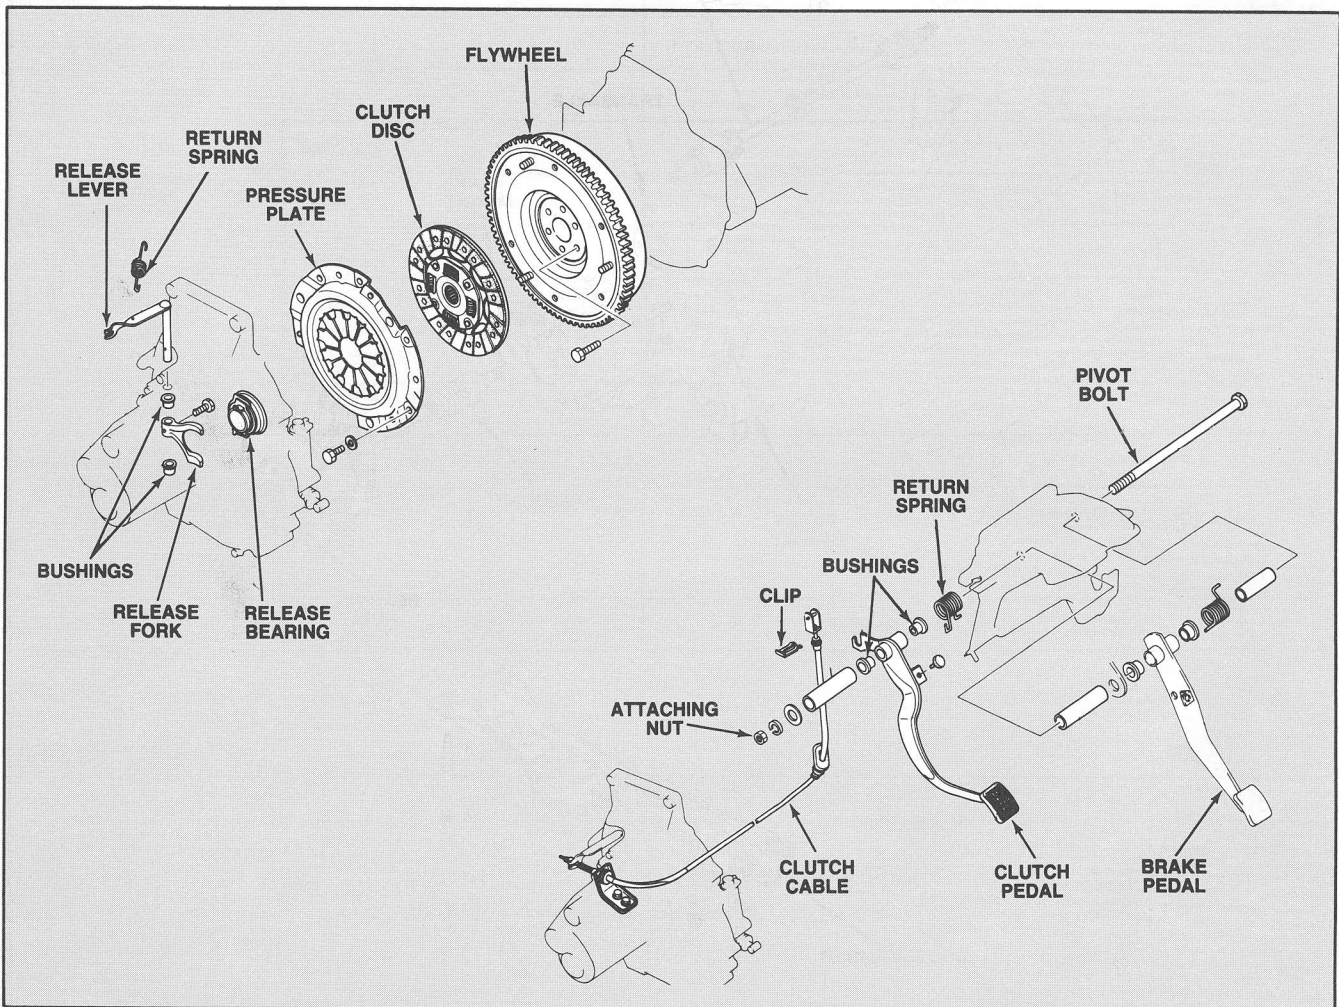 FLYWHEEL
CLUTCH
DISC
RETURN
SPRING
RELEASE
LEVER
PRESSURE
PLATE
BUSHINGS
RELEASE
FORK
RELEASE
BEARING
PIVOT
BOLT
RETURN
SPRING
BUSHINGS
CLIP
ATTACHING
NUT
CLUTCH
CABLE
CLUTCH
PEDAL
BRAKE
PEDAL